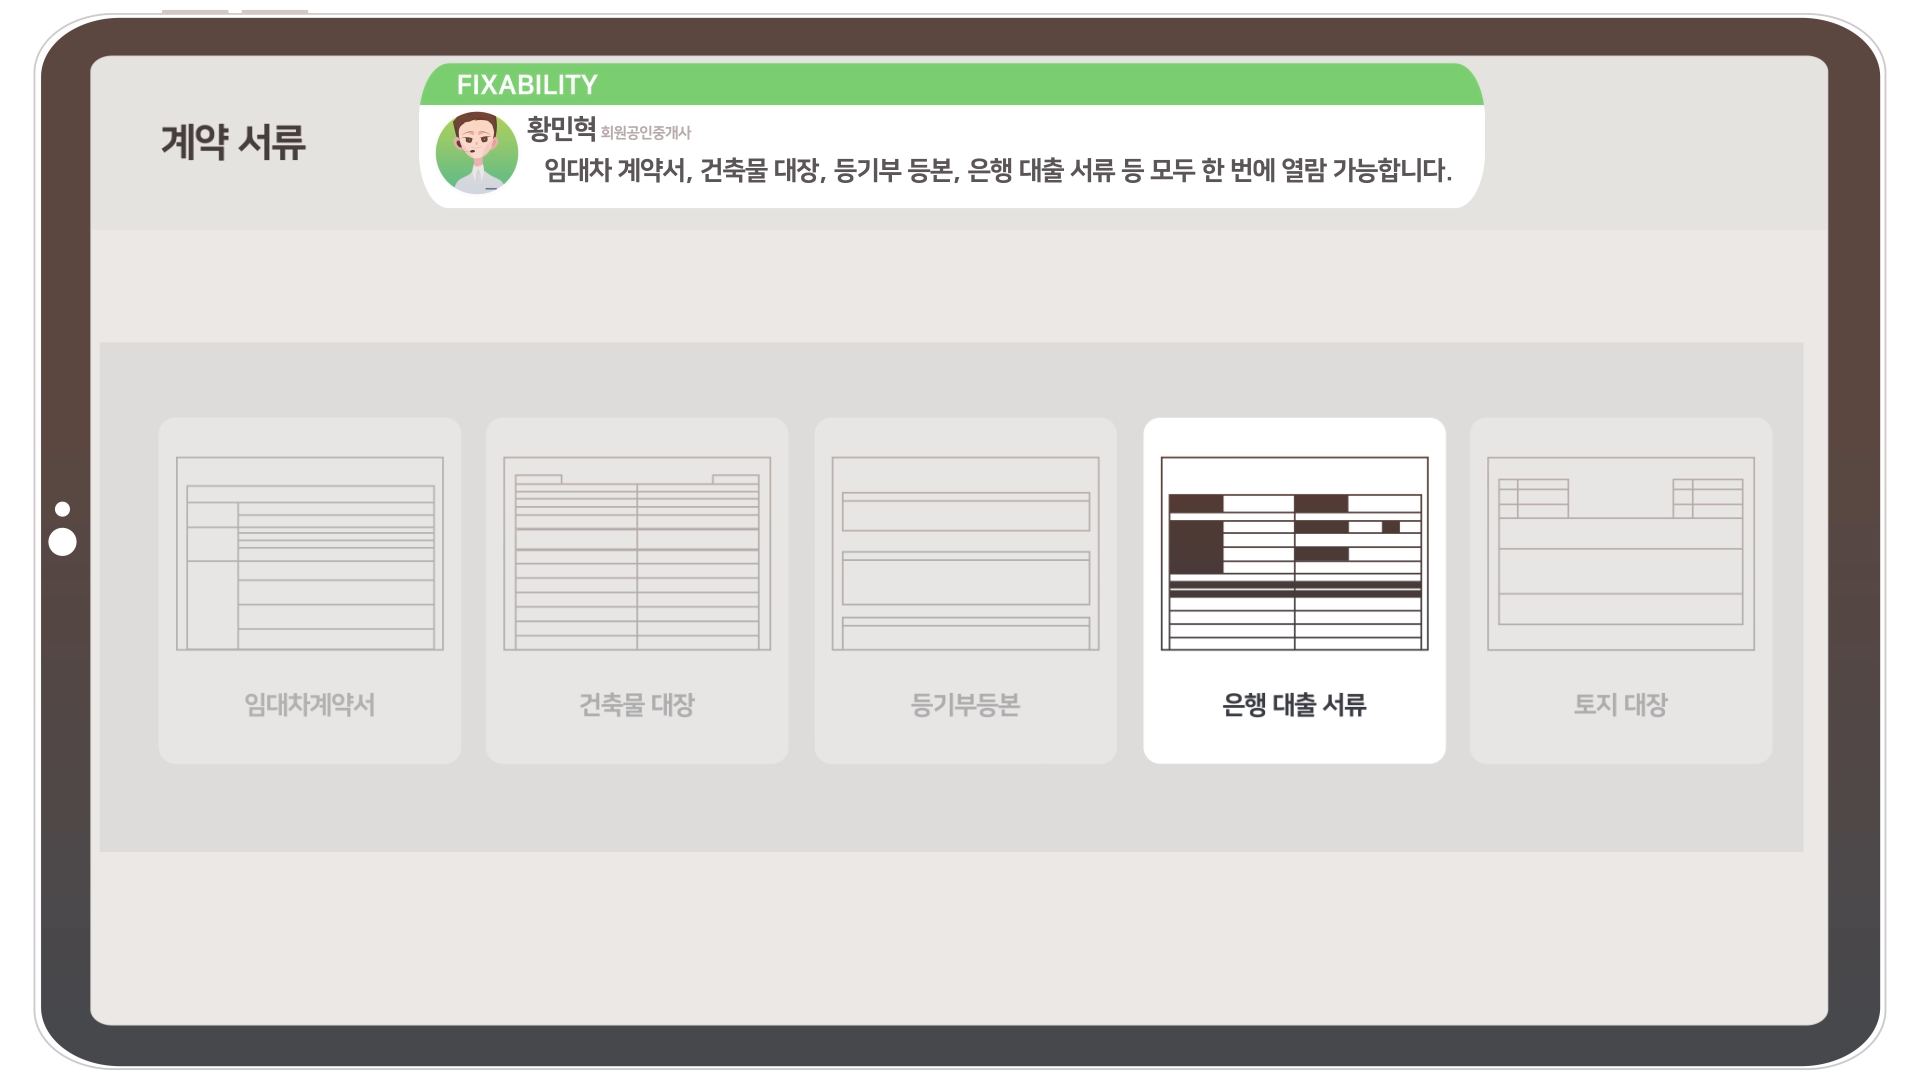 FIXABILITY
계약 서류
황민혁 회원공인중개사
임대차 계약서, 건축물 대장, 등기부 등본, 은행 대출 서류 등 모두 한 번에 열람 가능합니다.
임대차계약서
건축물 대장
등기부등본
은행 대출 서류
토지 대장